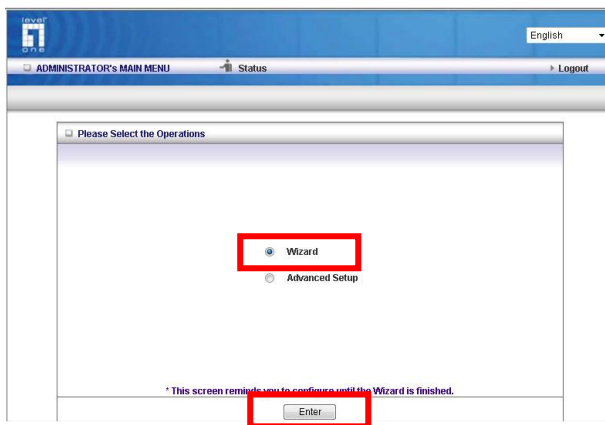 level
one
English
ADMINISTRATOR's MAIN MENU Status Logout
Please Select the Operations
Wizard
Advanced Setup
* This screen reminds you to configure until the Wizard is finished.
Enter